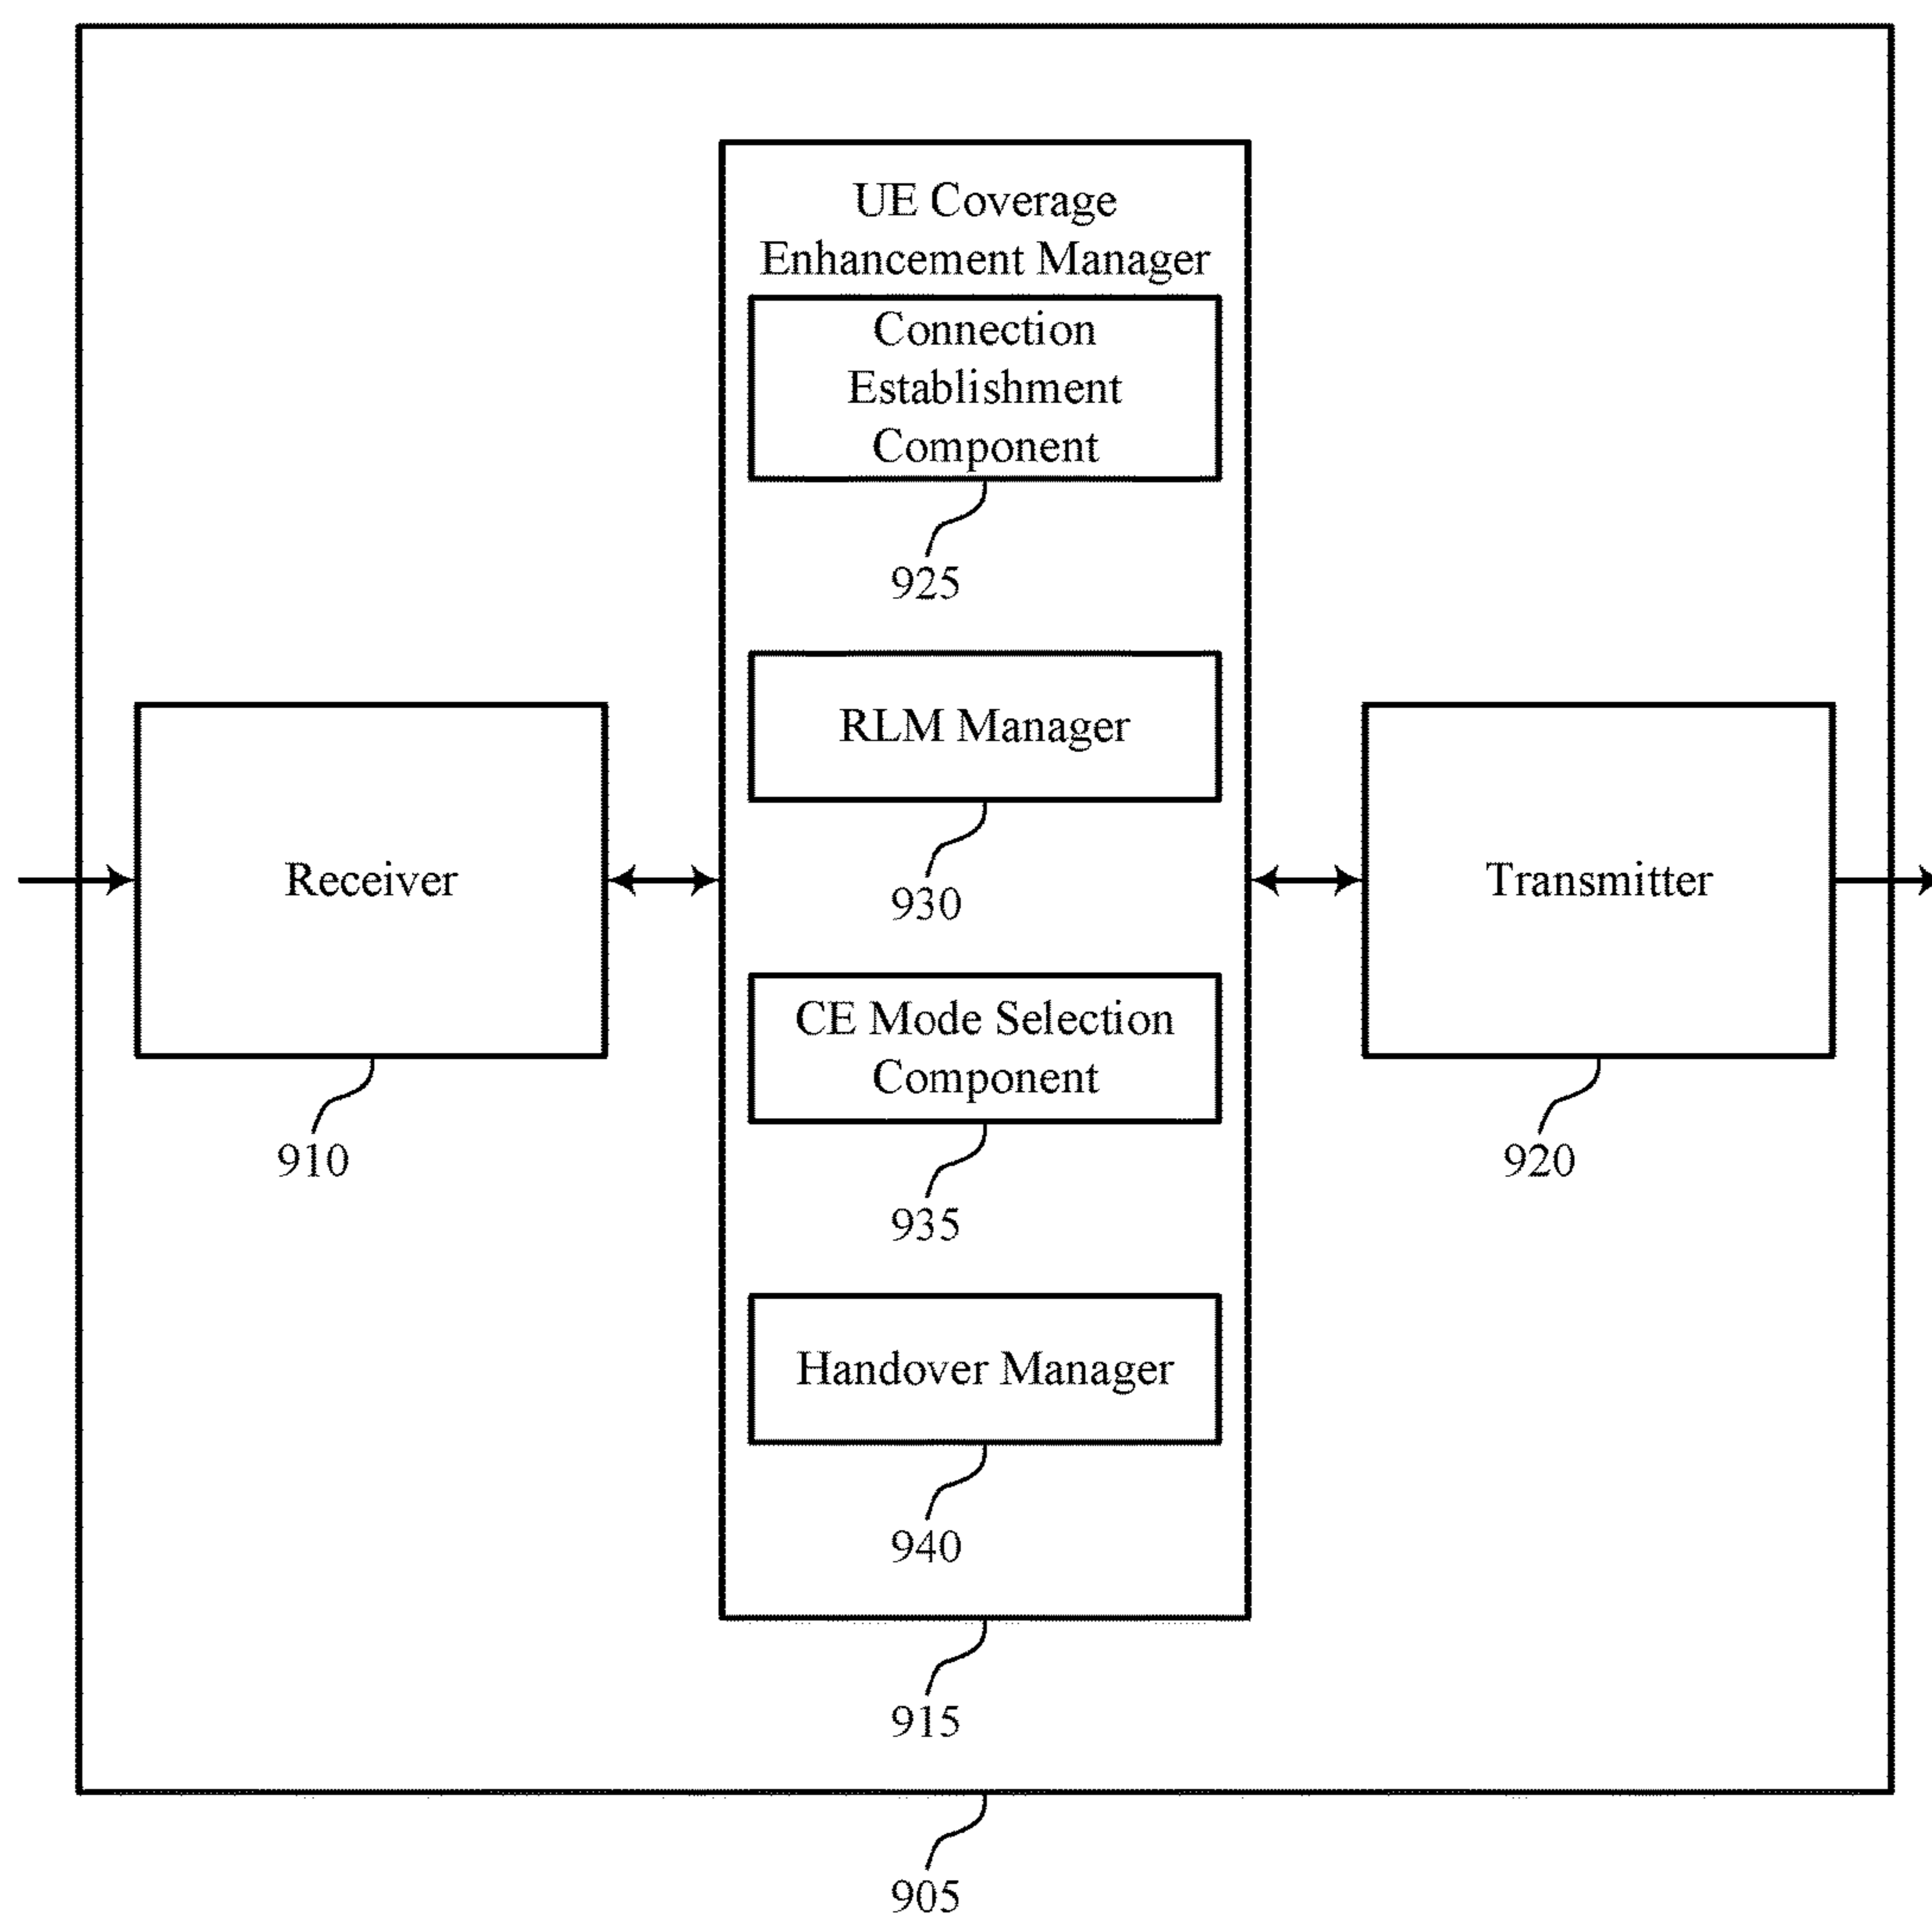 UE Coverage
Enhancement Manager
Connection
Establishment
Component
925
RLM Manager
930
Receiver
Transmitter
CE Mode Selection
Component
910
920
935
Handover Manager
940
915
905